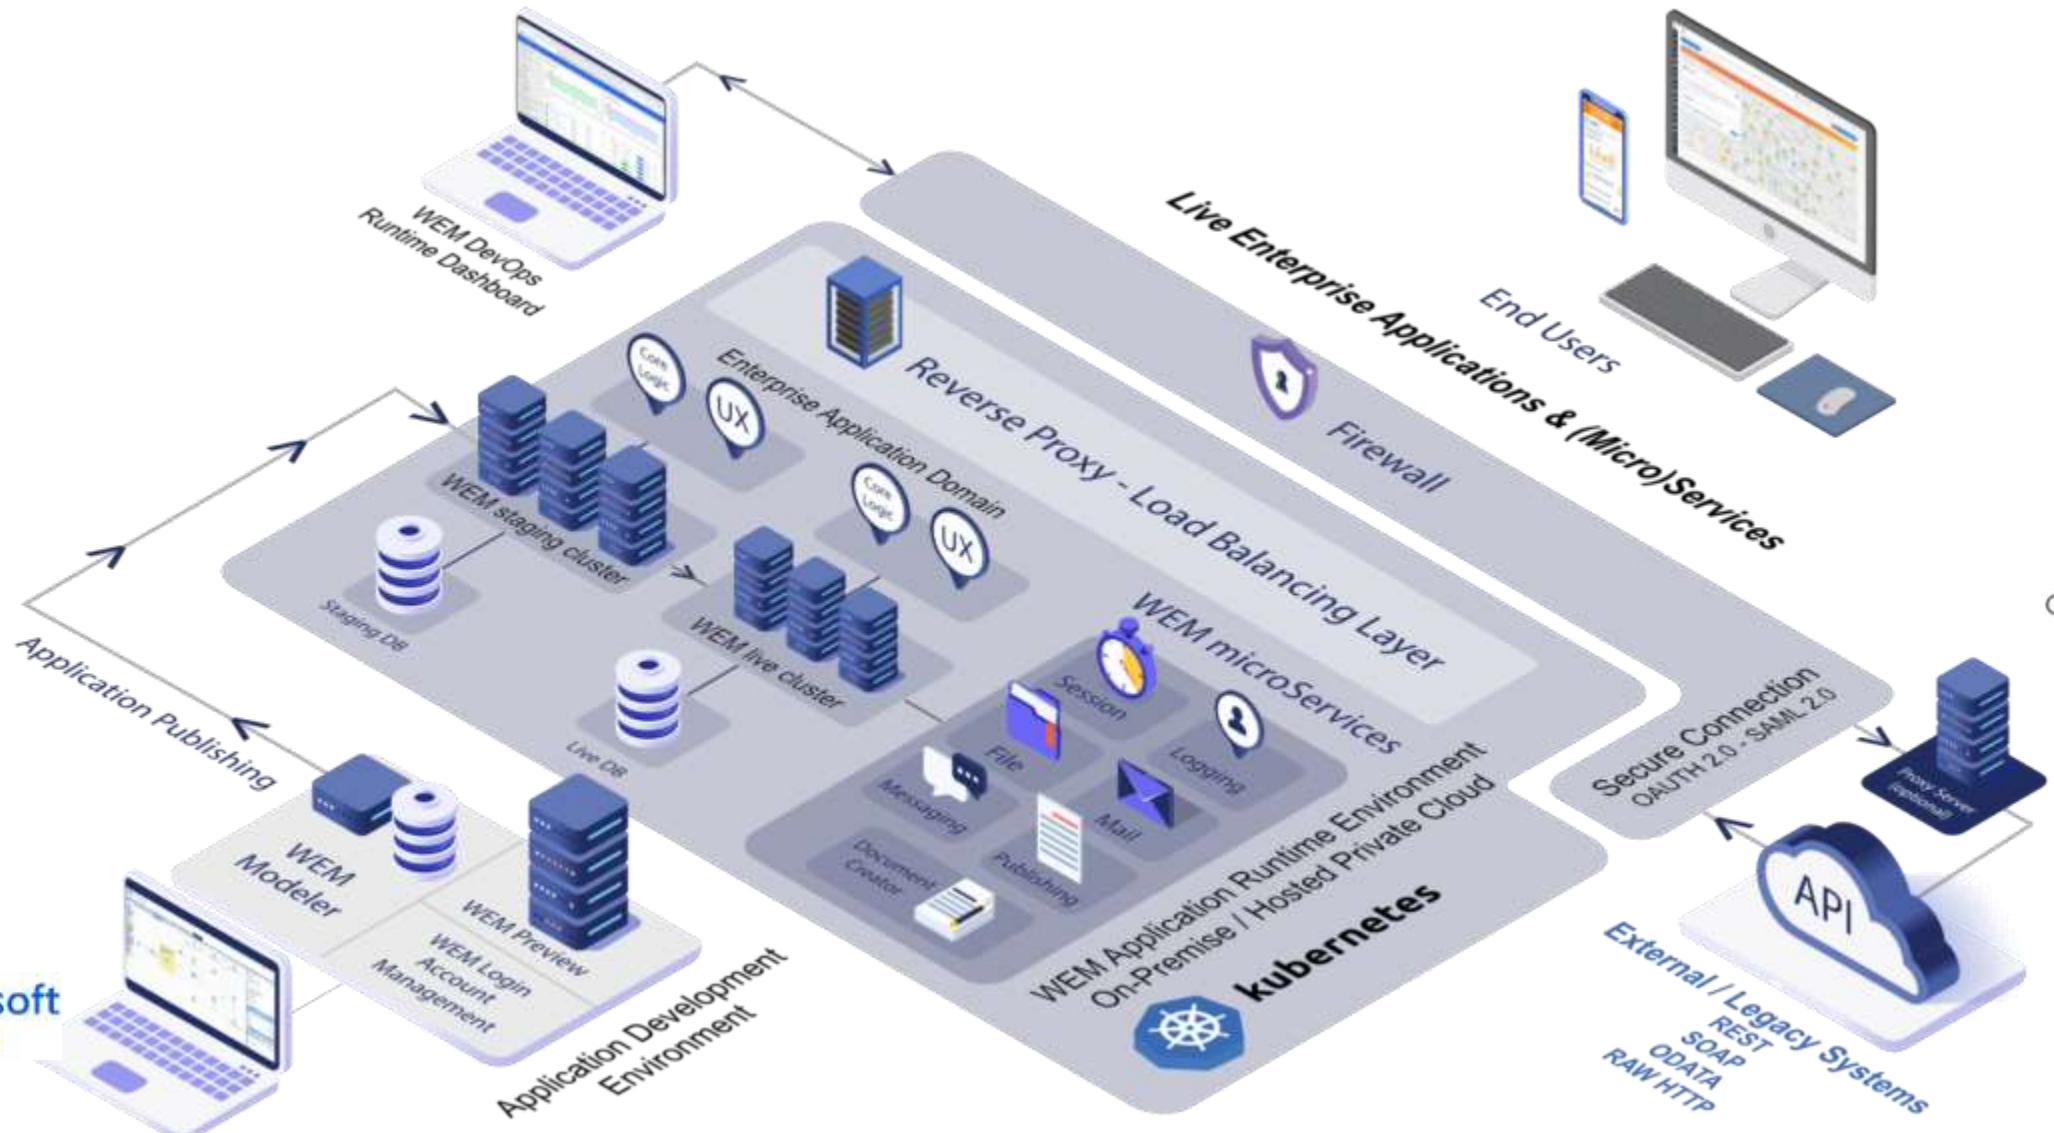 WEM DevOps
Runtime Dashboard
Live Enterprise Applications & (Micro)Services
End Users
Firewall
Reverse Proxy - Load Balancing Layer
Enterprise Application Domain
Core
Logic
UX
Core
Logic
UX
WEM staging cluster
Staging DB
WEM live cluster
Live DB
WEM microServices
Session
Logging
File
Mail
Messaging
Publishing
Document
Creator
WEM Application Runtime Environment
On-Premise / Hosted Private Cloud
kubernetes
Secure Connection
OAUTH 2.0 - SAML 2.0
Proxy Server
(optional)
API
External / Legacy Systems
REST
SOAP
ODATA
RAW HTTP
Application Publishing
WEM
Modeler
WEM Preview
WEM Login
Account
Management
Application Development
Environment
soft